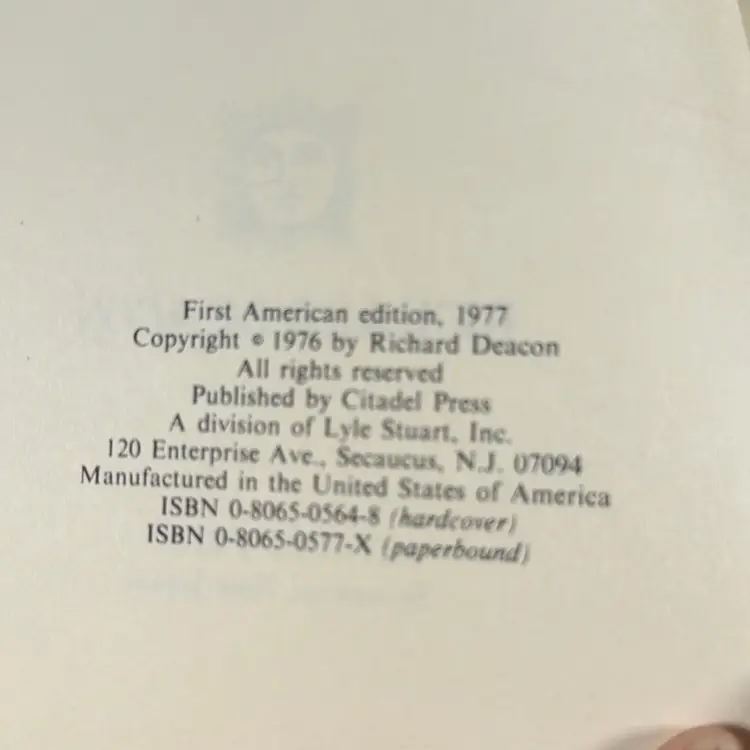 First American edition, 1977
Copyright © 1976 by Richard Deacon
All rights reserved
Published by Citadel Press
A division of Lyle Stuart, Inc.
120 Enterprise Ave., Secaucus, N.J. 07094
Manufactured in the United States of America
ISBN 0-8065-0564-8 (hardcover)
ISBN 0-8065-0577-X (paperbound)